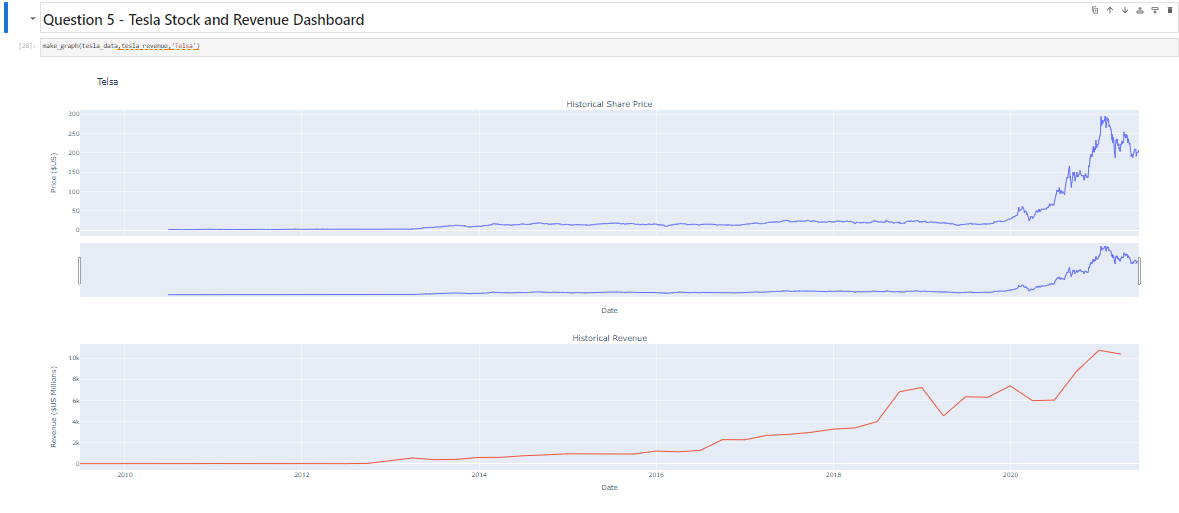 Question 5 - Tesla Stock and Revenue Dashboard
[28]:
make_graph(tesla_data,tesla_revenue,'Telsa')
Telsa
Historical Share Price
300
250
200
150
100
50
0
Price ($US)
Date
Historical Revenue
10k
8k
6k
4k
2k
0
Revenue ($US Millions)
2010 2012 2014 2016 2018 2020
Date